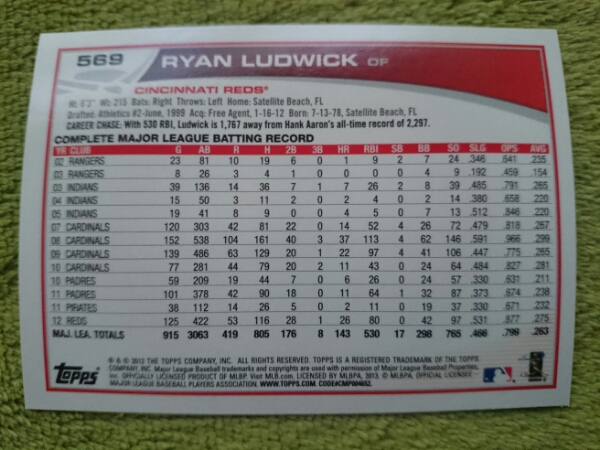 569 RYAN LUDWICK OF
CINCINNATI REDS®
Ht: 6'3" Wt: 215 Bats: Right Throws: Left Home: Satellite Beach, FL
Drafted: Athletics #2-June, 1999 Acq: Free Agent, 1-16-12 Born: 7-13-78, Satellite Beach, FL
CAREER CHASE: With 530 RBI, Ludwick is 1,767 away from Hank Aaron's all-time record of 2,297.
COMPLETE MAJOR LEAGUE BATTING RECORD
YR CLUB G AB R H 2B 3B HR RBI SB BB SO SLG OPS AVG
02 RANGERS 23 81 10 19 6 0 1 9 2 7 24 .346 .641 .235
03 RANGERS 8 26 3 4 1 0 0 0 0 4 9 .192 .459 .154
03 INDIANS 39 136 14 36 7 1 7 26 2 8 39 .485 .791 .265
04 INDIANS 15 50 3 11 2 0 2 4 0 2 14 .380 .658 .220
05 INDIANS 19 41 8 9 0 0 4 5 0 7 13 .512 .846 .220
07 CARDINALS 120 303 42 81 22 0 14 52 4 26 72 .479 .818 .267
08 CARDINALS 152 538 104 161 40 3 37 113 4 62 146 .591 .966 .299
09 CARDINALS 139 486 63 129 20 1 22 97 4 41 106 .447 .775 .265
10 CARDINALS 77 281 44 79 20 2 11 43 0 24 64 .484 .827 .281
10 PADRES 59 209 19 44 7 0 6 26 0 24 57 .330 .631 .211
11 PADRES 101 378 42 90 18 0 11 64 1 32 87 .373 .674 .238
11 PIRATES 38 112 14 26 5 0 2 11 0 19 37 .330 .671 .232
12 REDS 125 422 53 116 28 1 26 80 0 42 97 .531 .877 .275
MAJ. LEA. TOTALS 915 3063 419 805 176 8 143 530 17 298 765 .466 .799 .263
® & © 2013 THE TOPPS COMPANY, INC. ALL RIGHTS RESERVED. TOPPS IS A REGISTERED TRADEMARK OF THE TOPPS
COMPANY, INC. Major League Baseball trademarks and copyrights are used with permission of Major League Baseball Properties,
Inc. OFFICIALLY LICENSED PRODUCT OF MLBP. Visit MLB.com. LICENSED BY MLBPA, 2013. © MLBPA. OFFICIAL LICENSEE-
MAJOR LEAGUE BASEBALL PLAYERS ASSOCIATION. WWW.TOPPS.COM. CODE#CMP004652.
TOPPS